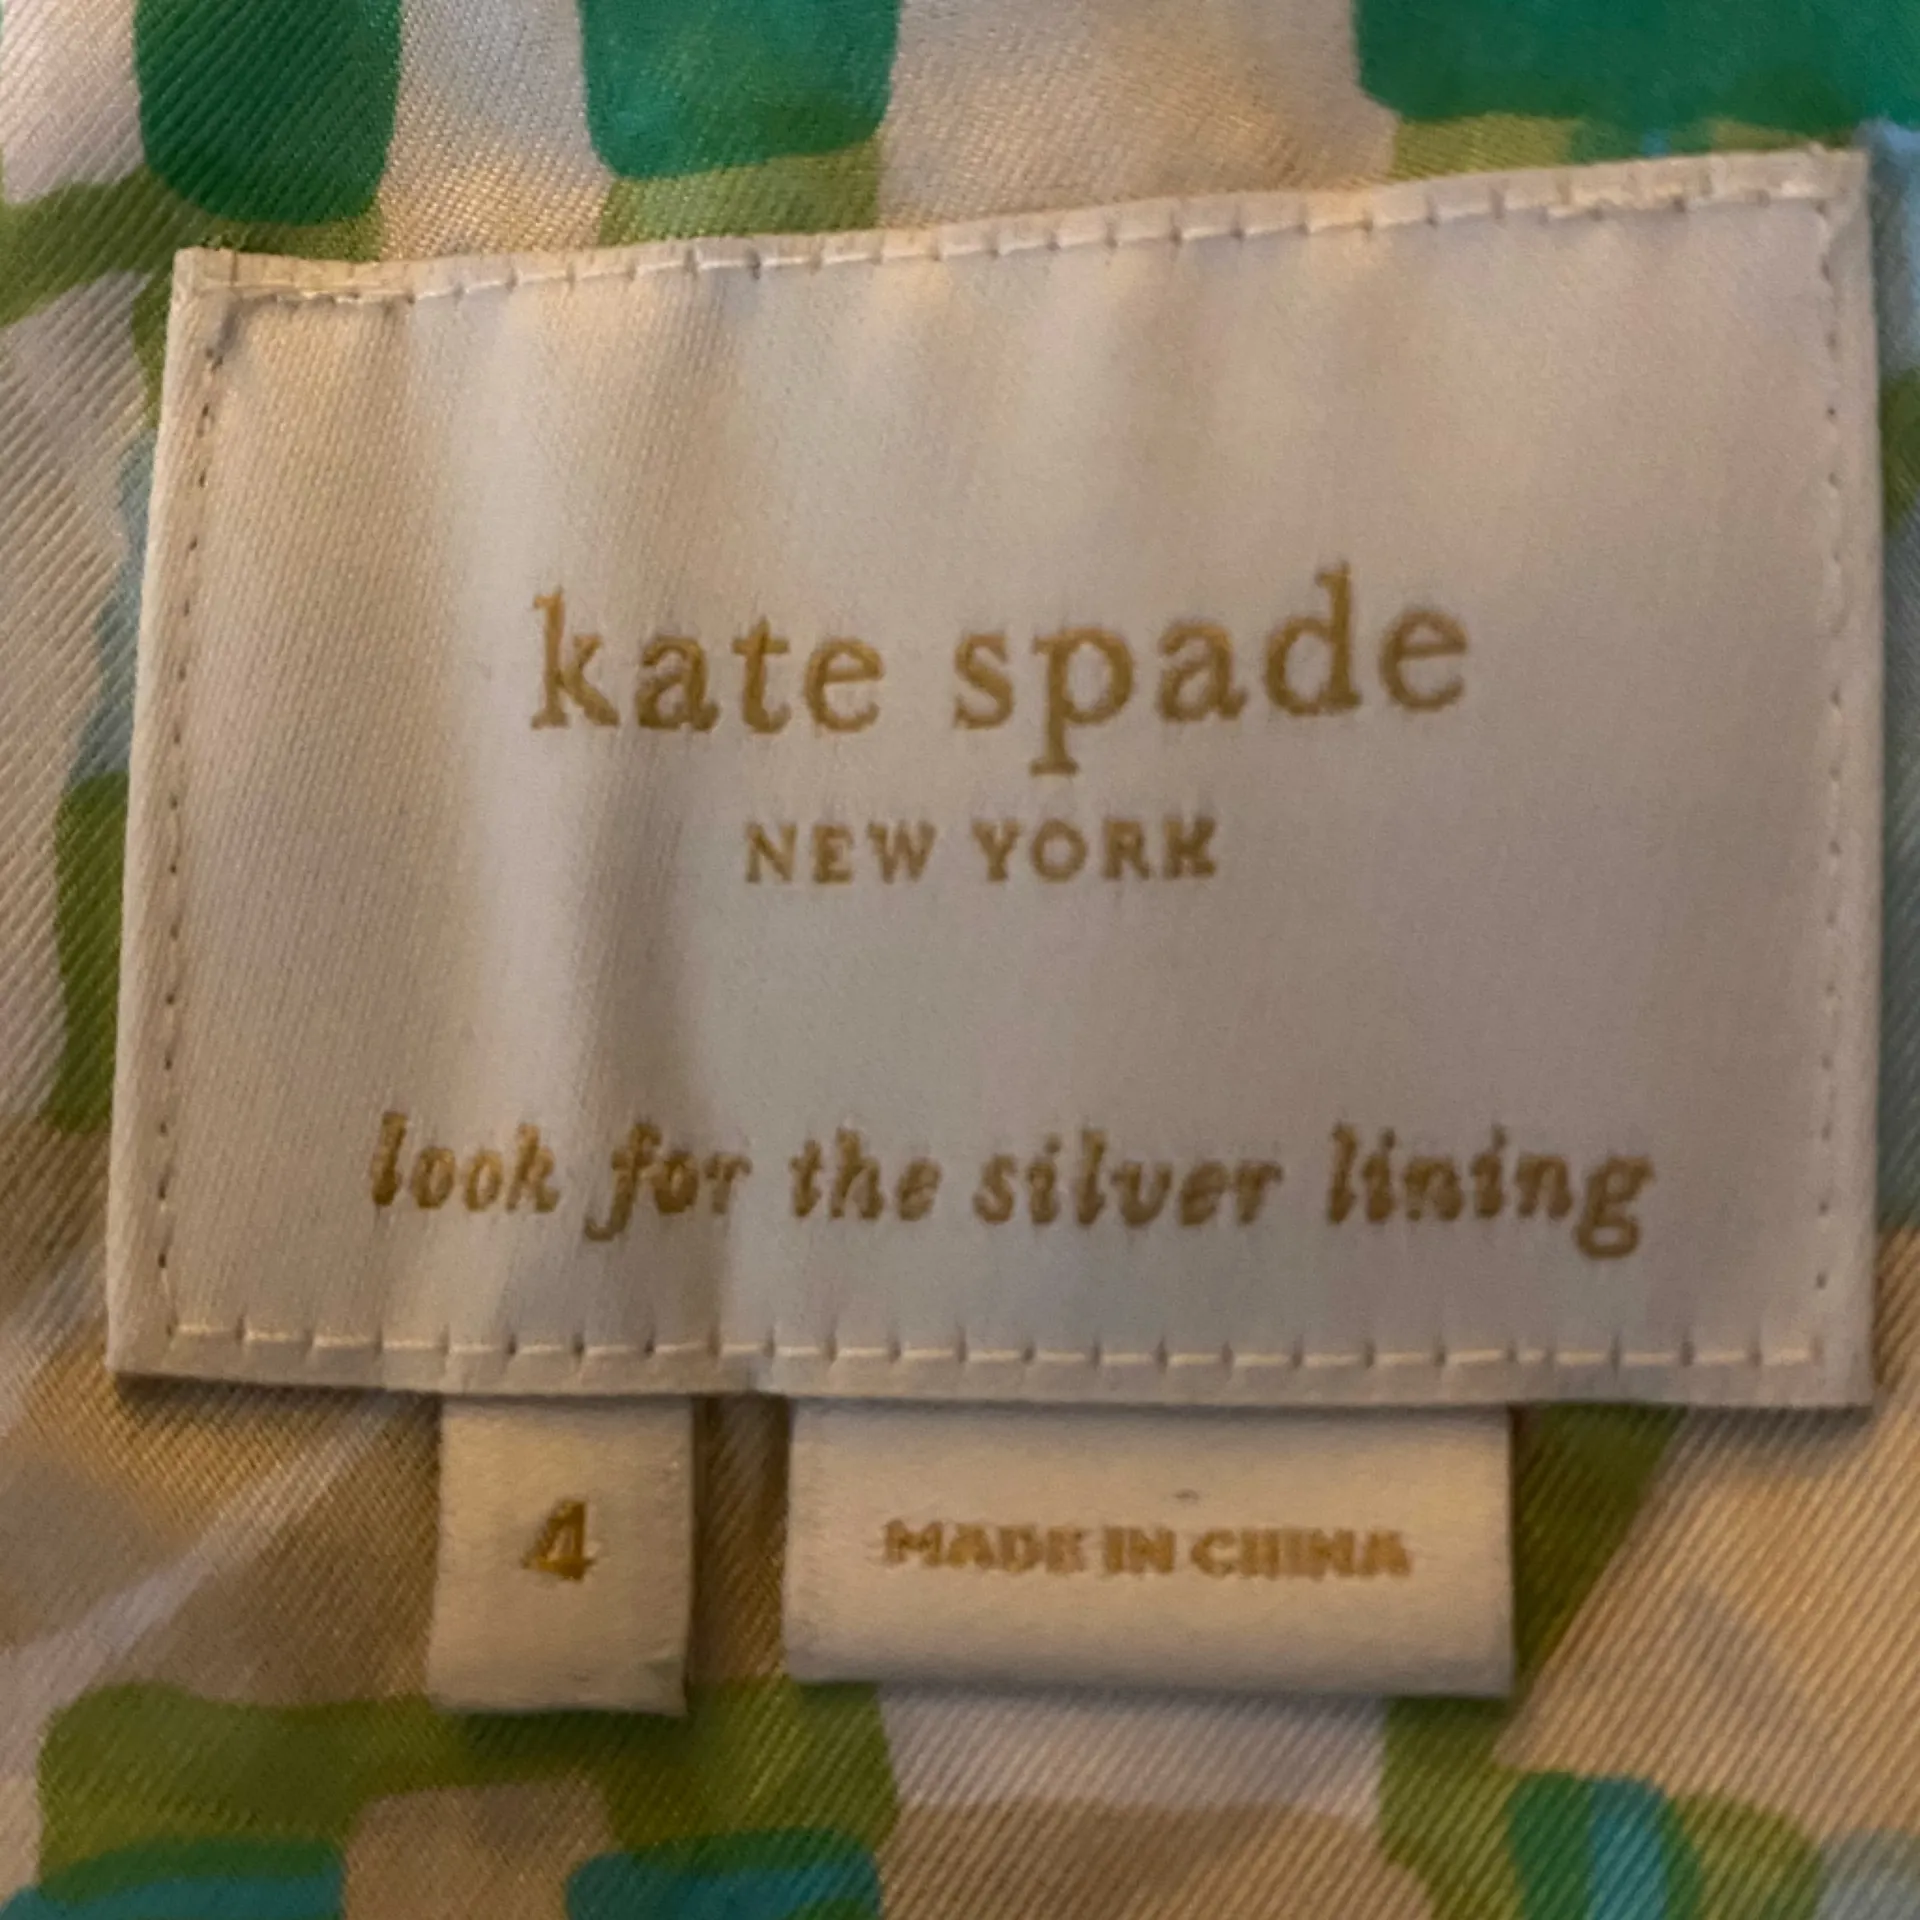 kate spade
NEW YORK
look for the silver lining
4
MADE IN CHINA